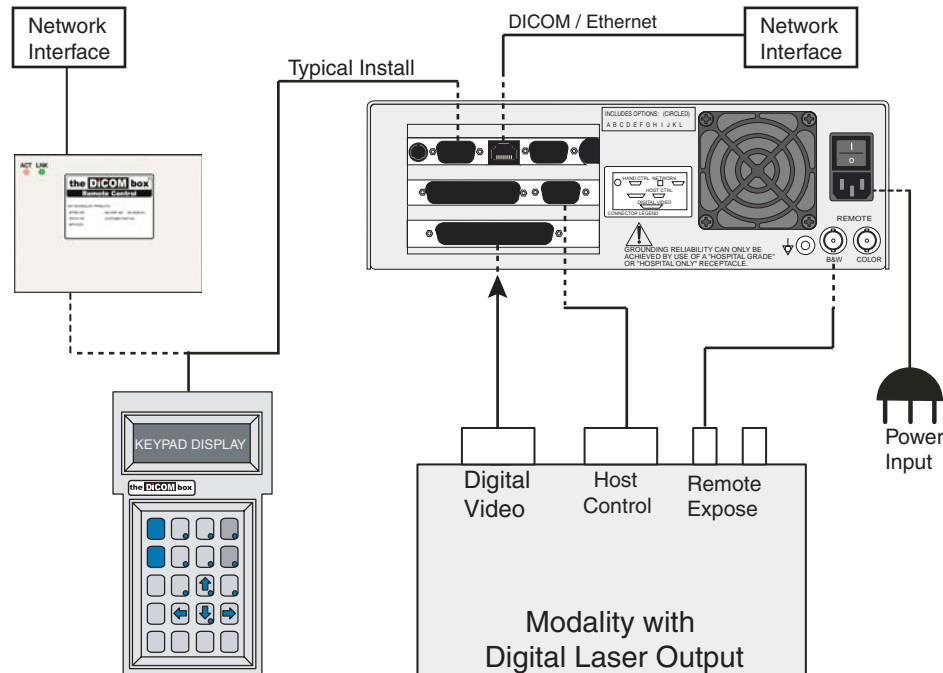 Network
Interface
DICOM / Ethernet
Network
Interface
Typical Install
INCLUDES OPTIONS: (CIRCLED)
A B C D E F G H I J K L
ACT LNK
the DICOM box
Remote Control
HAND CTRL NETWORK
HOST CTRL
DIGITAL VIDEO
CONNECTOR LEGEND
I
O
REMOTE
B&W COLOR
GROUNDING RELIABILITY CAN ONLY BE
ACHIEVED BY USE OF A "HOSPITAL GRADE"
OR "HOSPITAL ONLY" RECEPTACLE.
KEYPAD DISPLAY
the DICOM box
Power
Input
Digital
Video
Host
Control
Remote
Expose
Modality with
Digital Laser Output